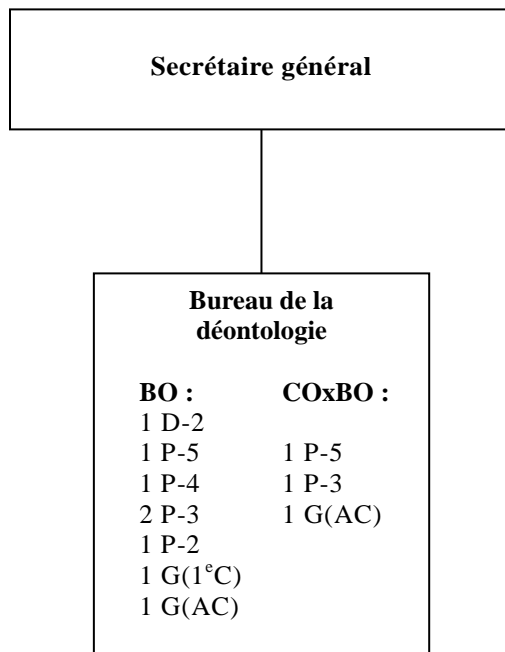 Secrétaire général
Bureau de la
déontologie
BO : COxBO :
1 D-2
1 P-5 1 P-5
1 P-4 1 P-3
2 P-3 1 G(AC)
1 P-2
1 G(1eC)
1 G(AC)